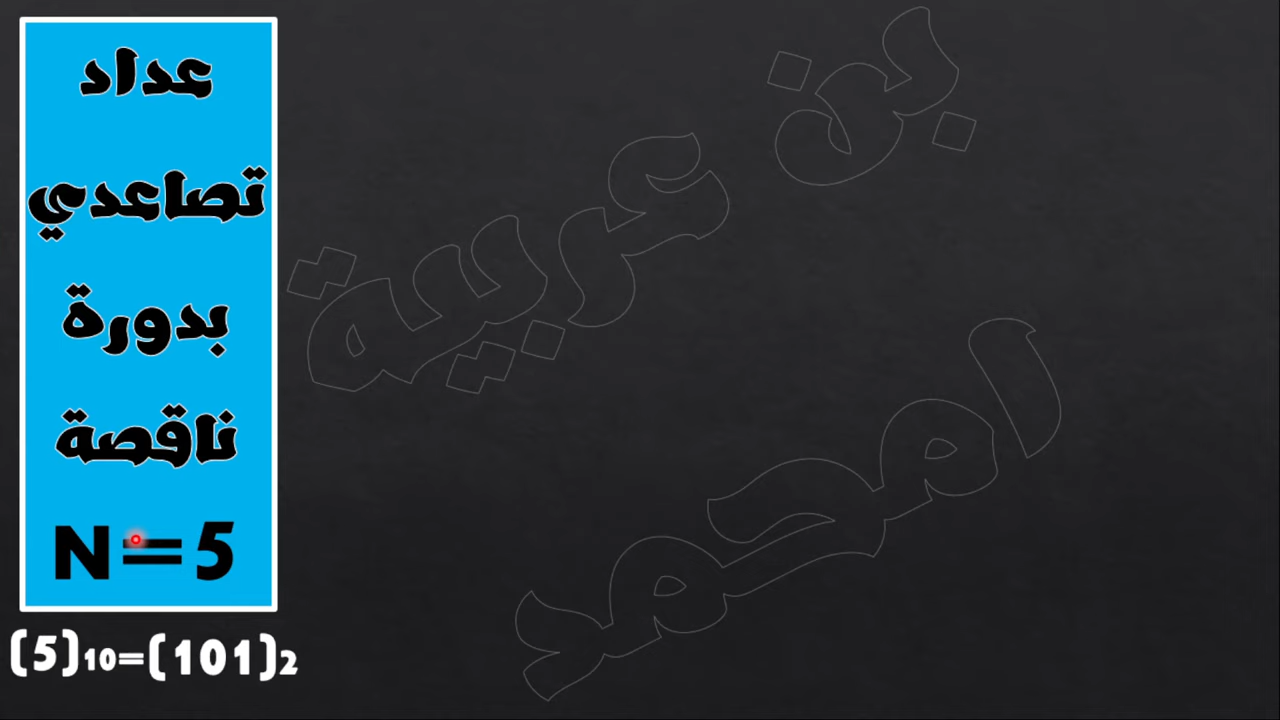 عداد
تصاعدي
بدورة
ناقصة
N=5
(5)10=(101)2
بن عربية
امحمد